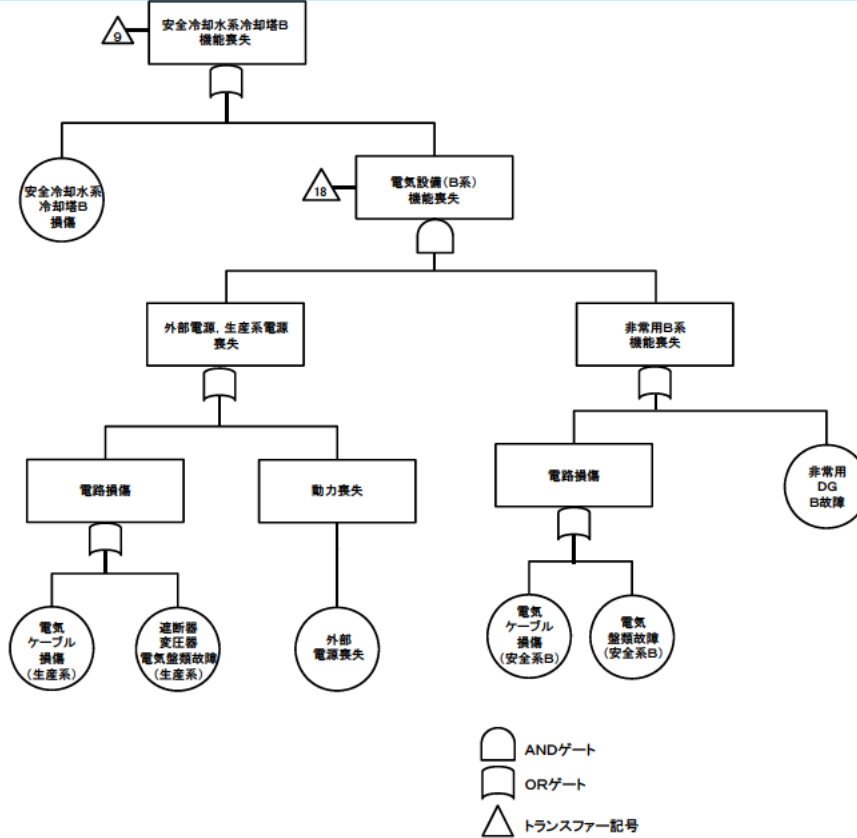 安全冷却水系冷却塔B
機能喪失
9
安全冷却水系
冷却塔B
損傷
電気設備(B系)
機能喪失
18
外部電源, 生産系電源
喪失
非常用B系
機能喪失
電路損傷
動力喪失
電路損傷
非常用
DG
B故障
電気
ケーブル
損傷
(生産系)
遮断器
変圧器
電気盤類故障
(生産系)
外部
電源喪失
電気
ケーブル
損傷
(安全系B)
電気
盤類故障
(安全系B)
ANDゲート
ORゲート
トランスファー記号